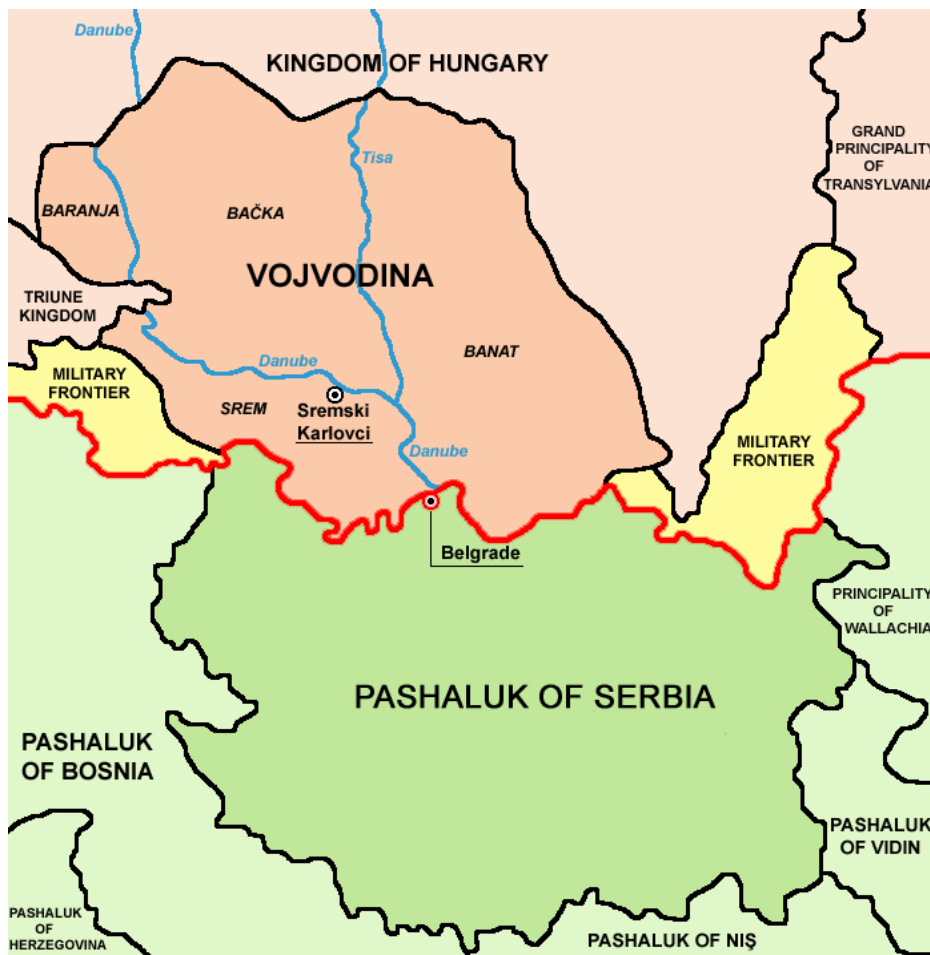 Danube
KINGDOM OF HUNGARY
GRAND
PRINCIPALITY
OF
TRANSYLVANIA
Tisa
BARANJA
BAČKA
VOJVODINA
TRIUNE
KINGDOM
BANAT
Danube
MILITARY
FRONTIER
SREM
Sremski
Karlovci
Danube
MILITARY
FRONTIER
Belgrade
PRINCIPALITY
OF
WALLACHIA
PASHALUK OF SERBIA
PASHALUK
OF BOSNIA
PASHALUK
OF VIDIN
PASHALUK
OF
HERZEGOVINA
PASHALUK OF NIŞ